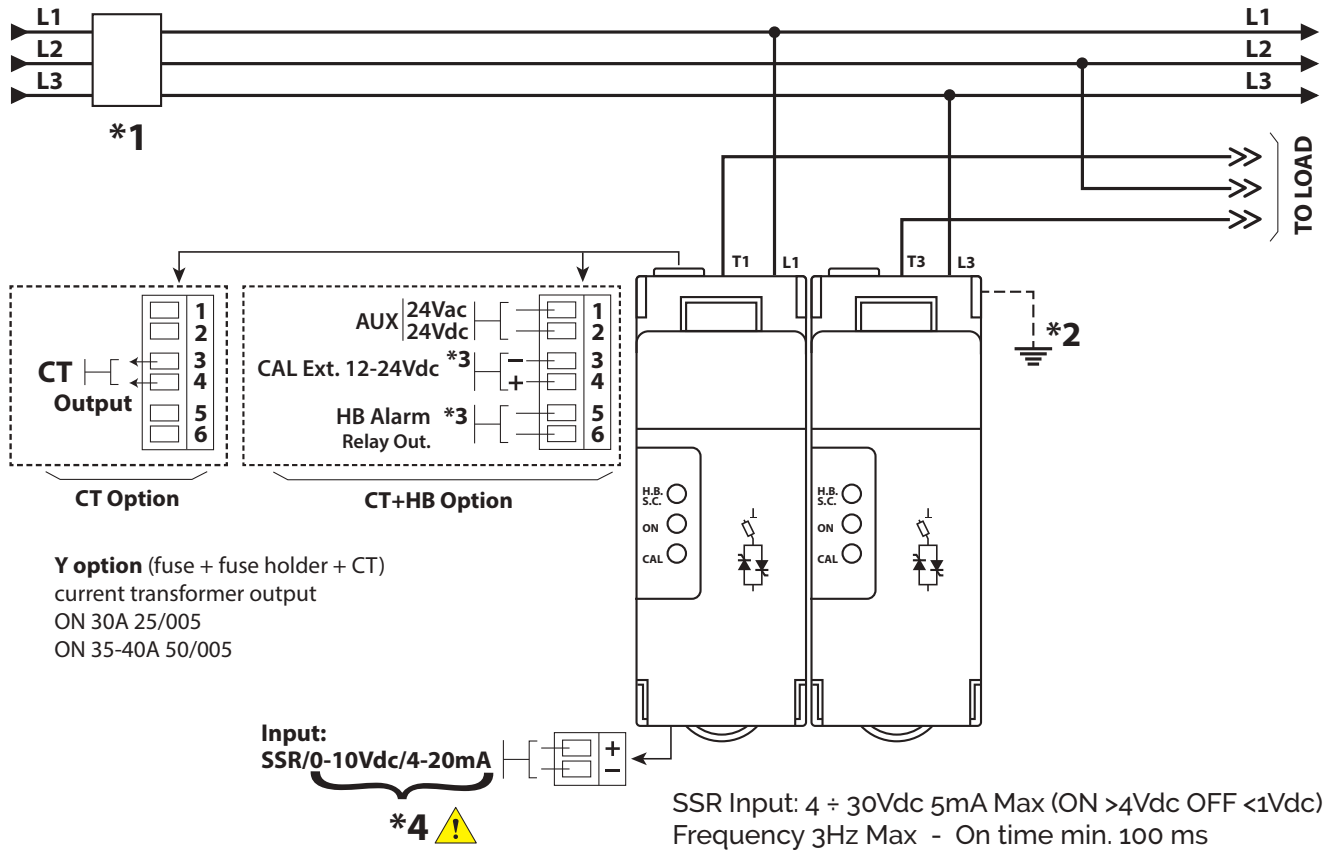 L1 L1
L2 L2
L3 L3
*1
TO LOAD
T1 L1 T3 L3
*2
1
2
3
4
5
6
CT
Output
CT Option
AUX 24Vac
24Vdc
CAL Ext. 12-24Vdc *3
HB Alarm *3
Relay Out.
−
+
1
2
3
4
5
6
CT+HB Option
H.B.
S.C.
ON
CAL
H.B.
S.C.
ON
CAL
Y option (fuse + fuse holder + CT)
current transformer output
ON 30A 25/005
ON 35-40A 50/005
Input:
SSR/0-10Vdc/4-20mA
+
−
*4 !
SSR Input: 4 ÷ 30Vdc 5mA Max (ON >4Vdc OFF <1Vdc)
Frequency 3Hz Max - On time min. 100 ms